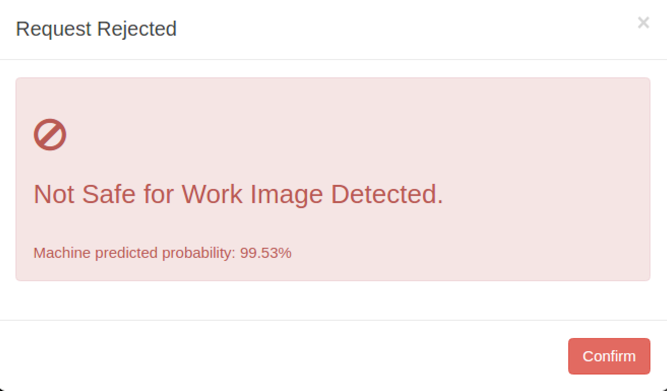 Request Rejected
×
Not Safe for Work Image Detected.
Machine predicted probability: 99.53%
Confirm